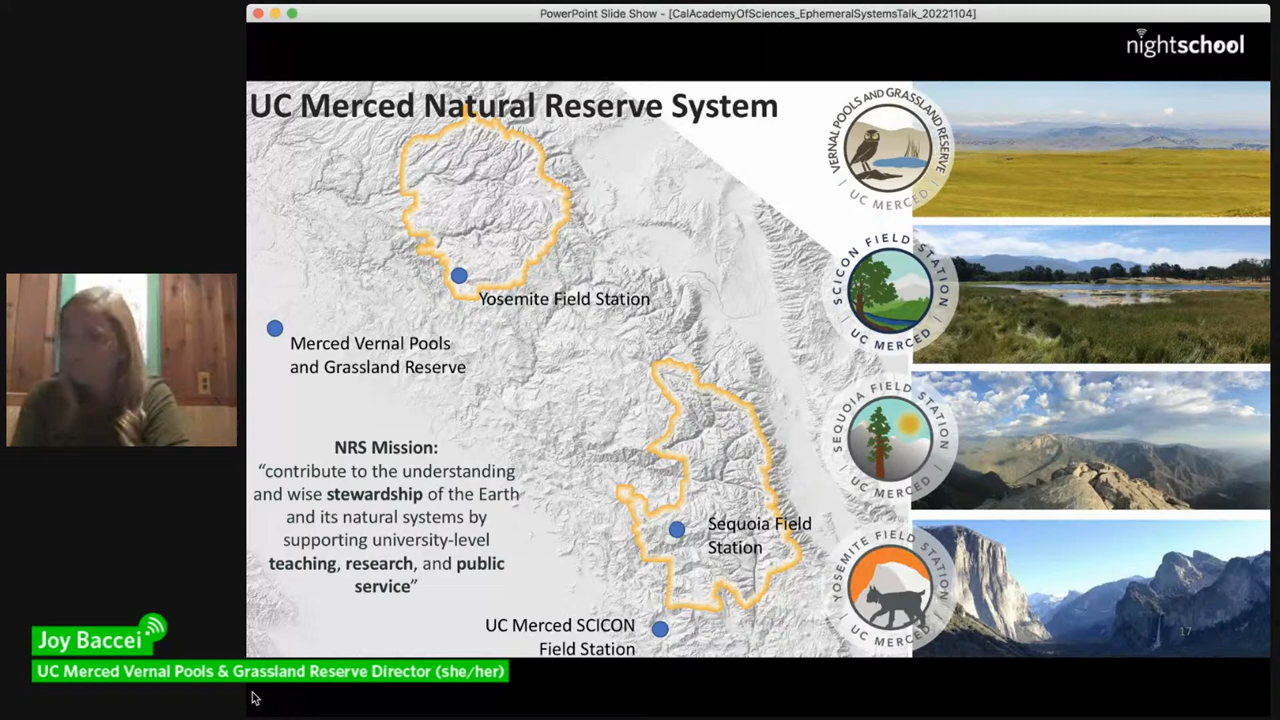 PowerPoint Slide Show - [CalAcademyOfSciences_EphemeralSystemsTalk_20221104]
nightschool
UC Merced Natural Reserve System
Yosemite Field Station
Merced Vernal Pools
and Grassland Reserve
NRS Mission:
“contribute to the understanding
and wise stewardship of the Earth
and its natural systems by
supporting university-level
teaching, research, and public
service”
Sequoia Field
Station
UC Merced SCICON
Field Station
VERNAL POOLS AND GRASSLAND RESERVE
| UC MERCED |
SCICON FIELD STATION
| UC MERCED |
SEQUOIA FIELD STATION
| UC MERCED |
YOSEMITE FIELD STATION
| UC MERCED |
17
Joy Baccei
UC Merced Vernal Pools & Grassland Reserve Director (she/her)